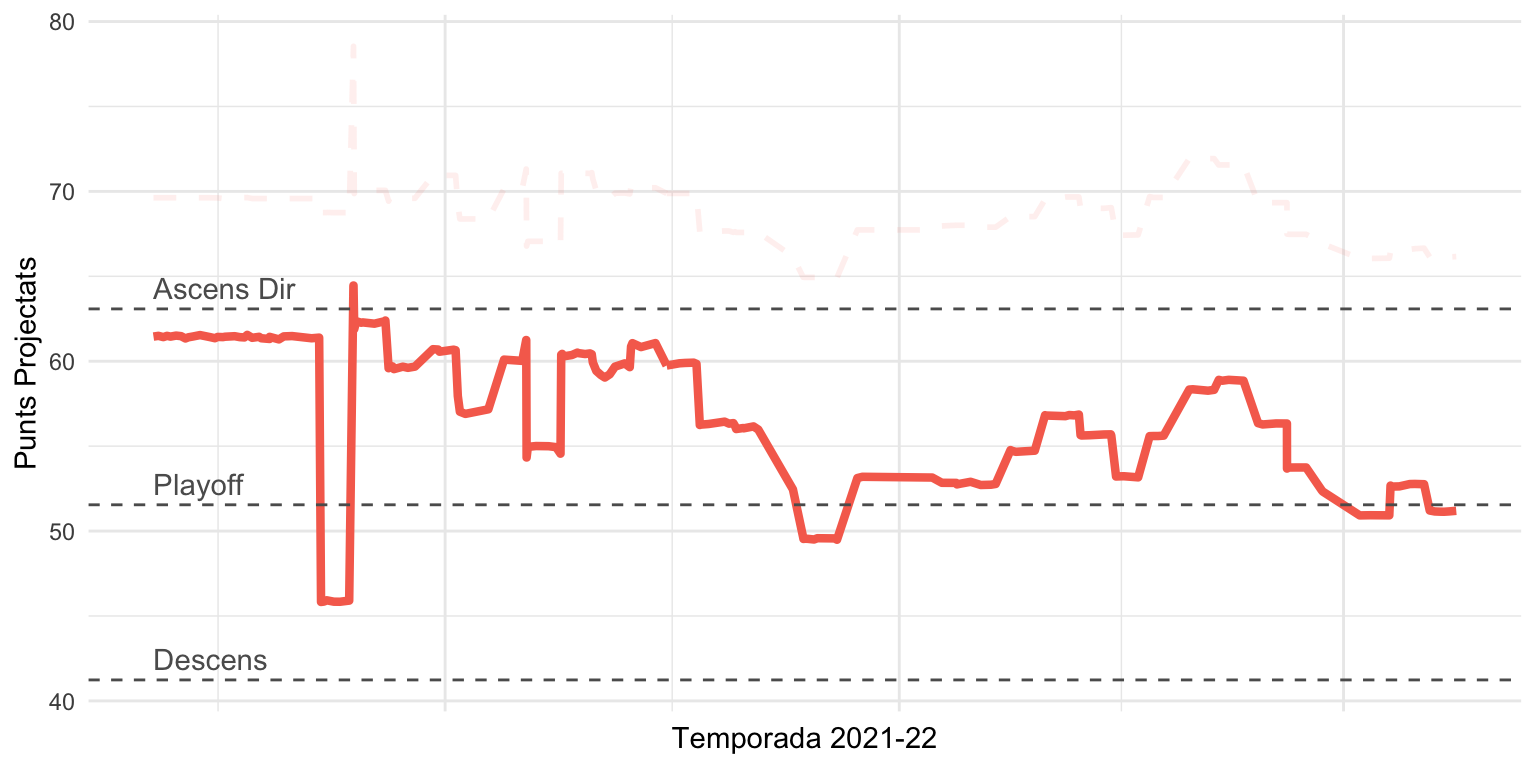 80
70
60
50
40
Punts Projectats
Ascens Dir
Playoff
Descens
Temporada 2021-22